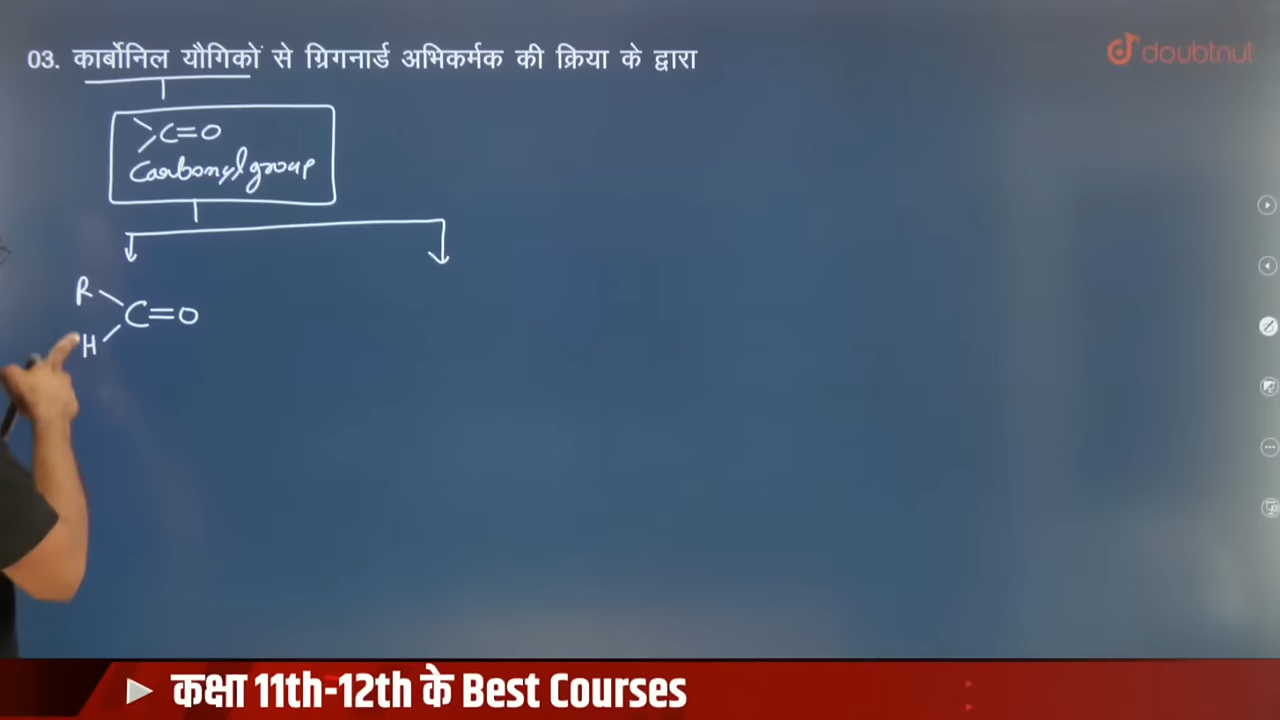 03. कार्बोनिल यौगिकों से ग्रिगनार्ड अभिकर्मक की क्रिया के द्वारा
doubtnut
>C=O
Carbonyl group
R
C=O
H
कक्षा 11th-12th के Best Courses